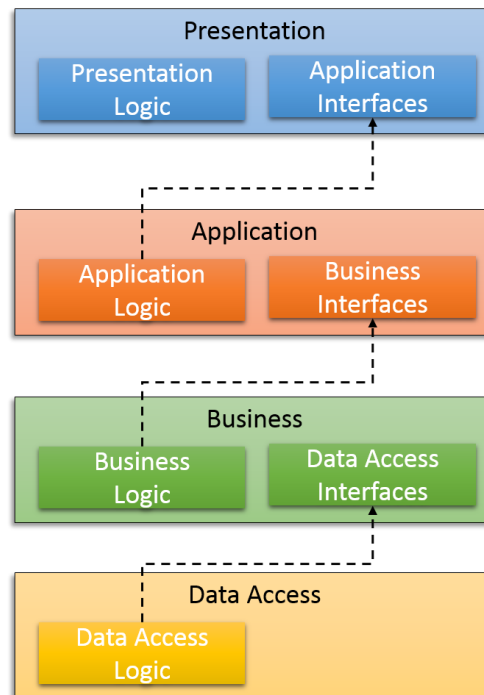 Presentation
Presentation
Logic
Application
Interfaces
Application
Application
Logic
Business
Interfaces
Business
Business
Logic
Data Access
Interfaces
Data Access
Data Access
Logic